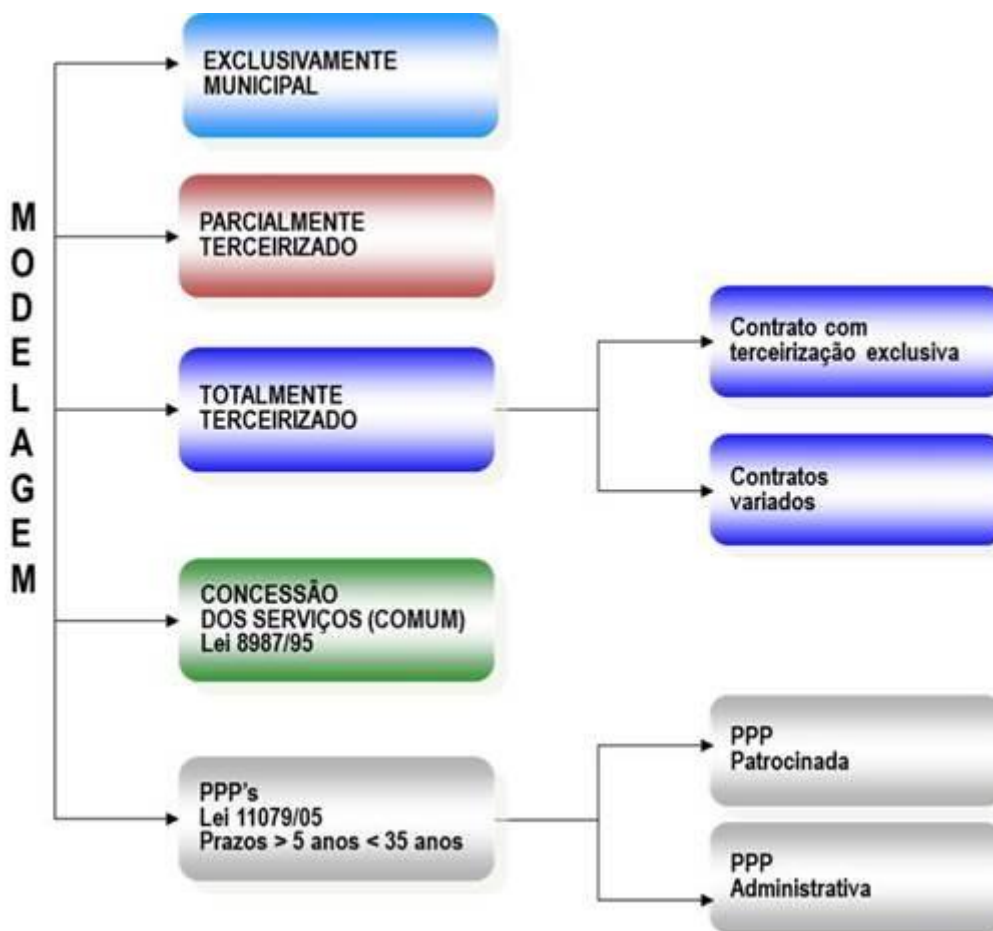 MODELAGEM
EXCLUSIVAMENTE
MUNICIPAL
PARCIALMENTE
TERCEIRIZADO
TOTALMENTE
TERCEIRIZADO
Contrato com
terceirização exclusiva
Contratos
variados
CONCESSÃO
DOS SERVIÇOS (COMUM)
Lei 8987/95
PPP's
Lei 11079/05
Prazos > 5 anos < 35 anos
PPP
Patrocinada
PPP
Administrativa